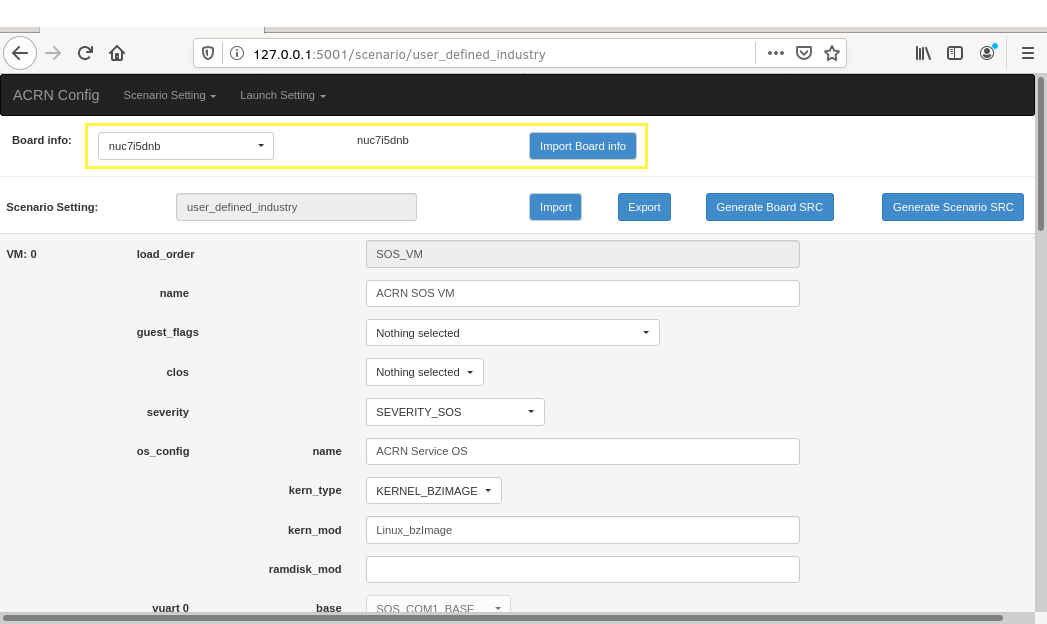 127.0.0.1:5001/scenario/user_defined_industry
ACRN Config Scenario Setting Launch Setting
Board info: nuc7i5dnb nuc7i5dnb Import Board info
Scenario Setting: user_defined_industry Import Export Generate Board SRC Generate Scenario SRC
VM: 0 load_order SOS_VM
name ACRN SOS VM
guest_flags Nothing selected
clos Nothing selected
severity SEVERITY_SOS
os_config name ACRN Service OS
kern_type KERNEL_BZIMAGE
kern_mod Linux_bzImage
ramdisk_mod
vuart 0 base SOS_COM1_BASE